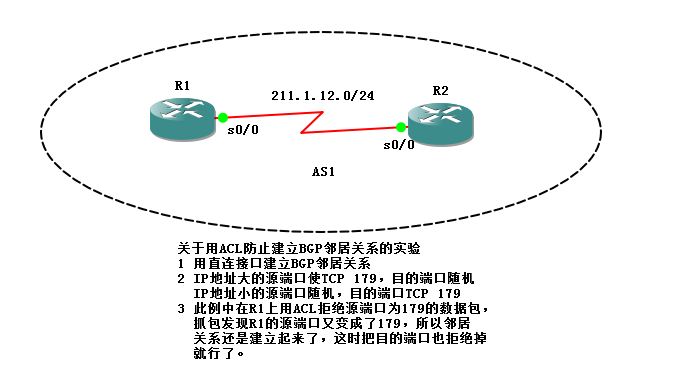 R1
211.1.12.0/24
R2
s0/0
s0/0
AS1
关于用ACL防止建立BGP邻居关系的实验
1 用直连接口建立BGP邻居关系
2 IP地址大的源端口使TCP 179，目的端口随机
IP地址小的源端口随机，目的端口TCP 179
3 此例中在R1上用ACL拒绝源端口为179的数据包，
抓包发现R1的源端口又变成了179，所以邻居
关系还是建立起来了，这时把目的端口也拒绝掉
就行了。